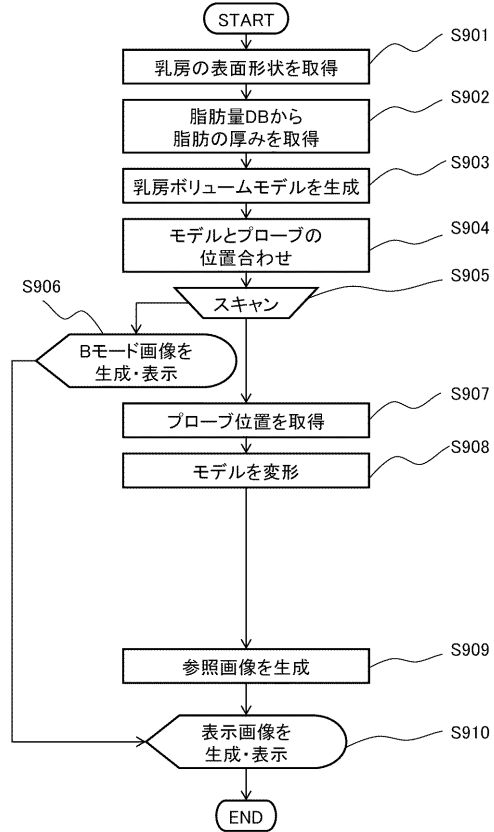 START
S901
乳房の表面形状を取得
S902
脂肪量DBから
脂肪の厚みを取得
S903
乳房ボリュームモデルを生成
S904
モデルとプローブの
位置合わせ
S905
スキャン
S906
Bモード画像を
生成・表示
S907
プローブ位置を取得
S908
モデルを変形
S909
参照画像を生成
S910
表示画像を
生成・表示
END